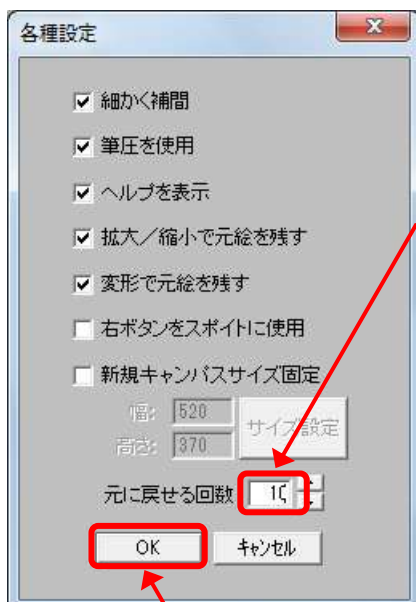 各種設定
細かく補間
筆圧を使用
ヘルプを表示
拡大／縮小で元絵を残す
変形で元絵を残す
右ボタンをスポイトに使用
新規キャンバスサイズ固定
幅: 520
高さ: 370
サイズ設定
元に戻せる回数
OK キャンセル